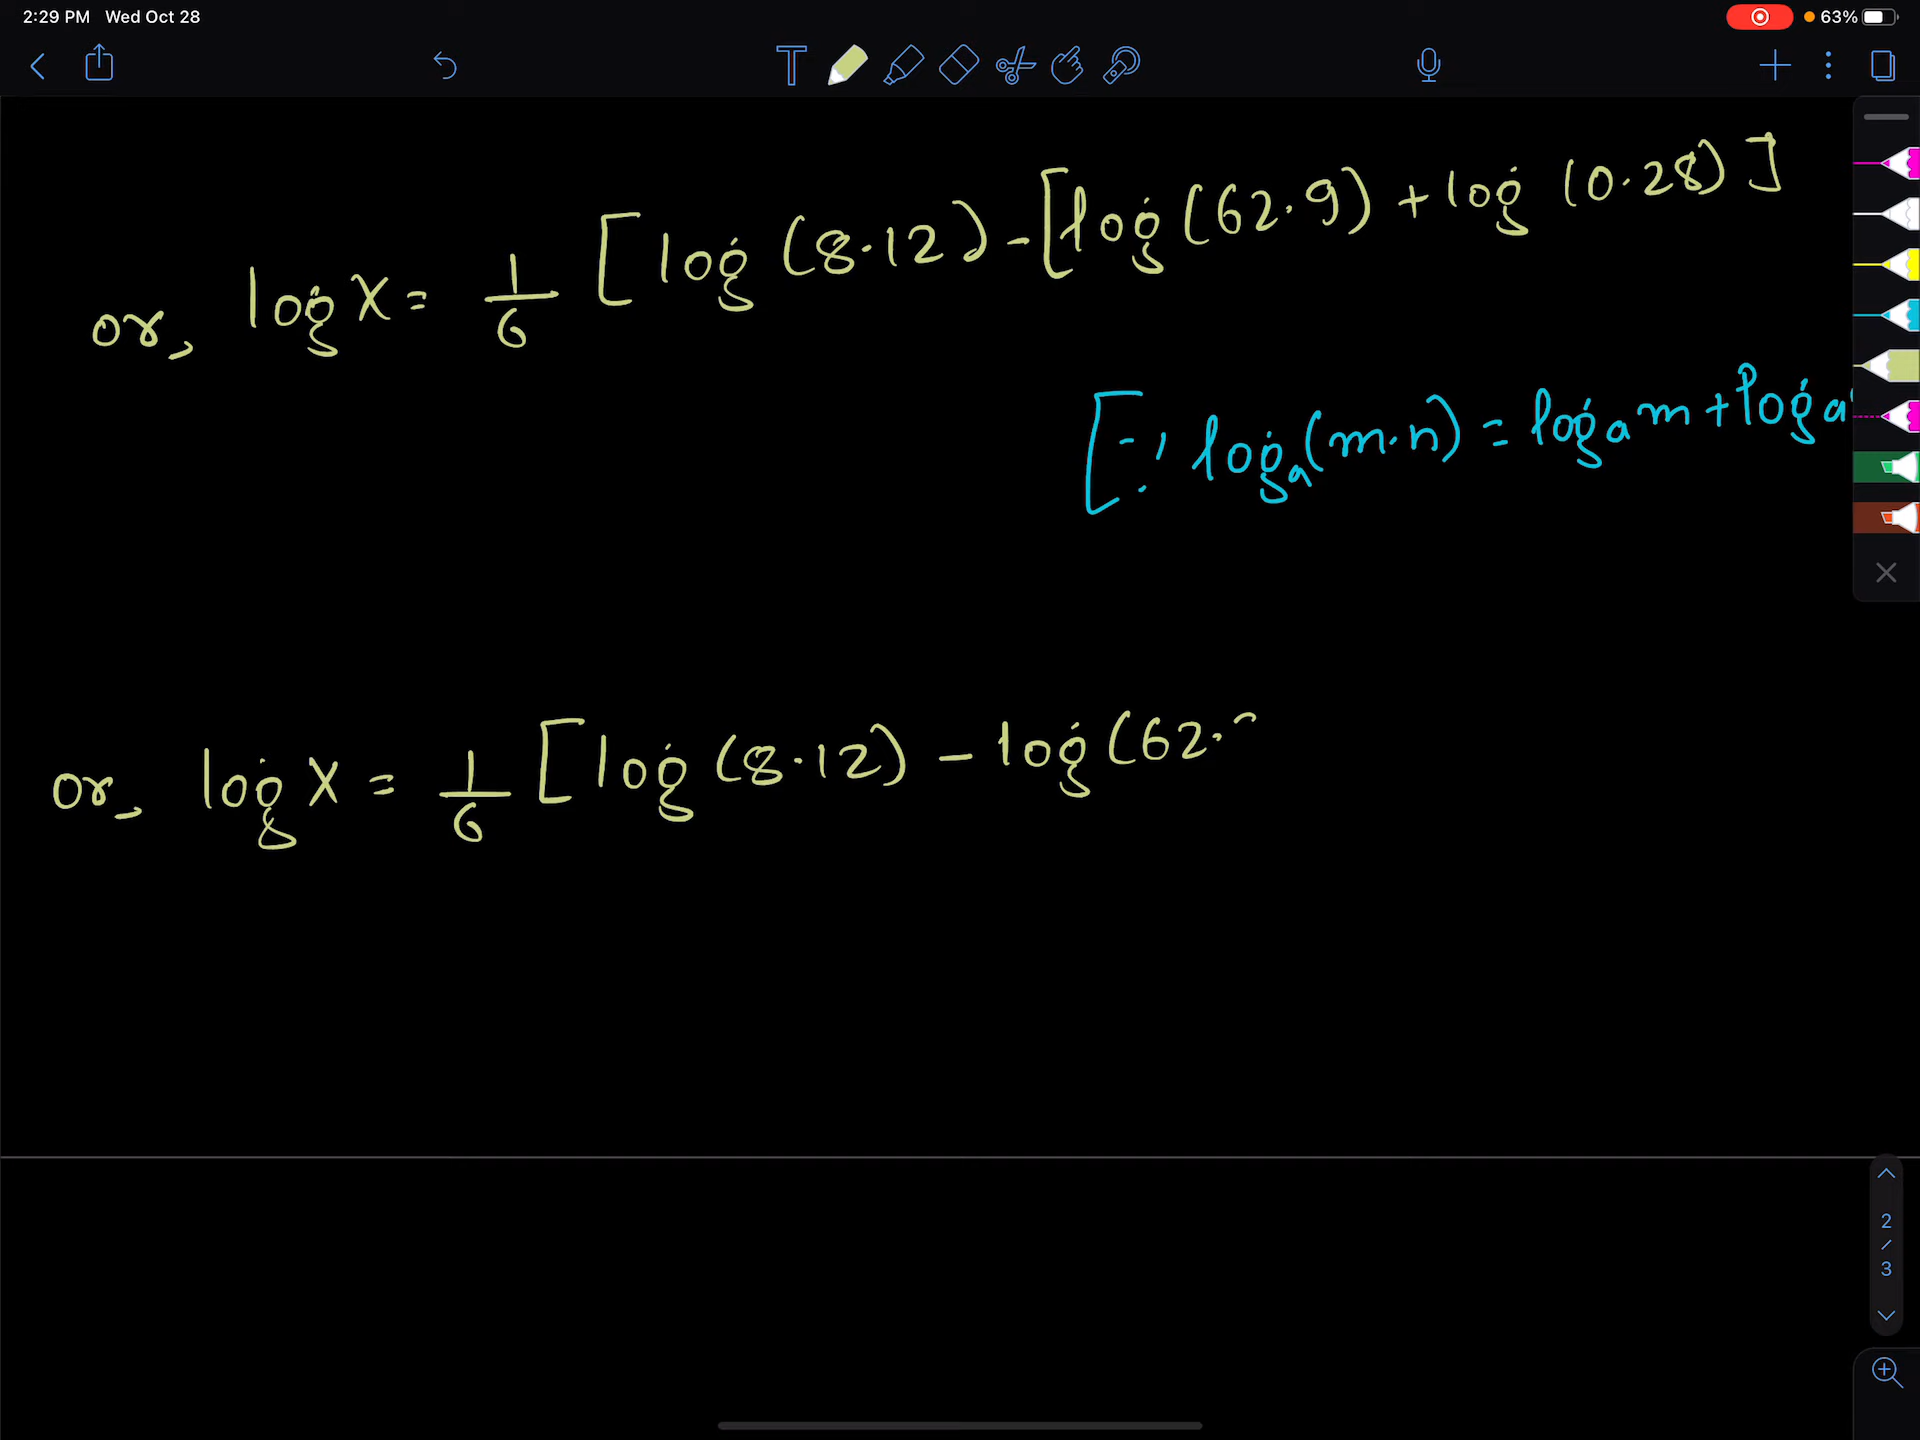 2:29 PM Wed Oct 28 63%
or, log X = 1/6 [log (8.12) - [log (62.9) + log (0.28)]
[∵ log_a (m.n) = log_a m + log_a
or, log X = 1/6 [log (8.12) - log (62.
2
/
3